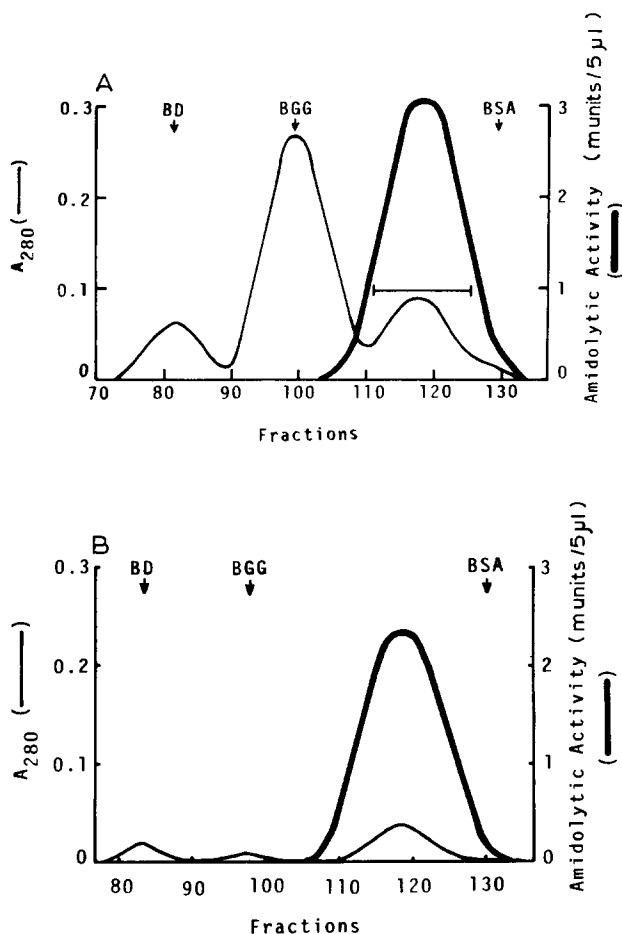 A
BD BGG BSA
0.3 0.2 0.1 0
A280 (——)
3 2 1 0
Amidolytic Activity (munits/5µl)
(——)
70 80 90 100 110 120 130
Fractions
B
BD BGG BSA
0.3 0.2 0.1 0
A280 (——)
3 2 1 0
Amidolytic Activity (munits/5µl)
(——)
80 90 100 110 120 130
Fractions